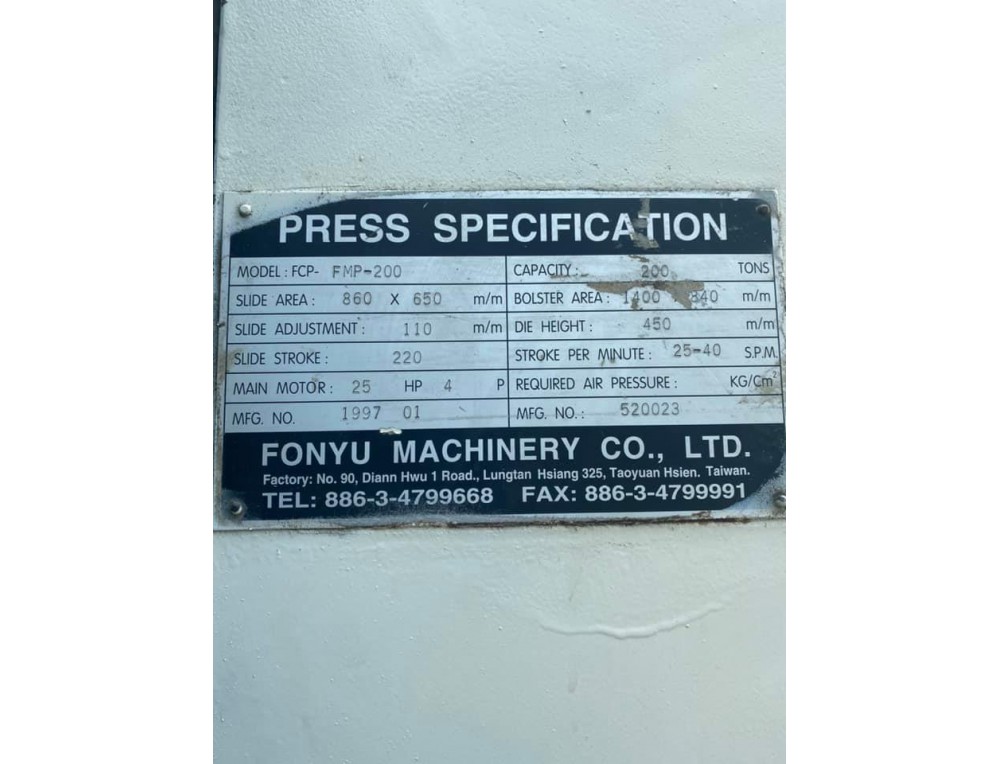 PRESS SPECIFICATION
MODEL : FCP- FMP-200 CAPACITY : 200 TONS
SLIDE AREA : 860 X 650 m/m BOLSTER AREA : 1400 840 m/m
SLIDE ADJUSTMENT : 110 m/m DIE HEIGHT : 450 m/m
SLIDE STROKE : 220 STROKE PER MINUTE : 25-40 S.P.M.
MAIN MOTOR : 25 HP 4 P REQUIRED AIR PRESSURE : KG/Cm²
MFG. NO. 1997 01 MFG. NO. : 520023
FONYU MACHINERY CO., LTD.
Factory: No. 90, Diann Hwu 1 Road., Lungtan Hsiang 325, Taoyuan Hsien. Taiwan.
TEL: 886-3-4799668 FAX: 886-3-4799991